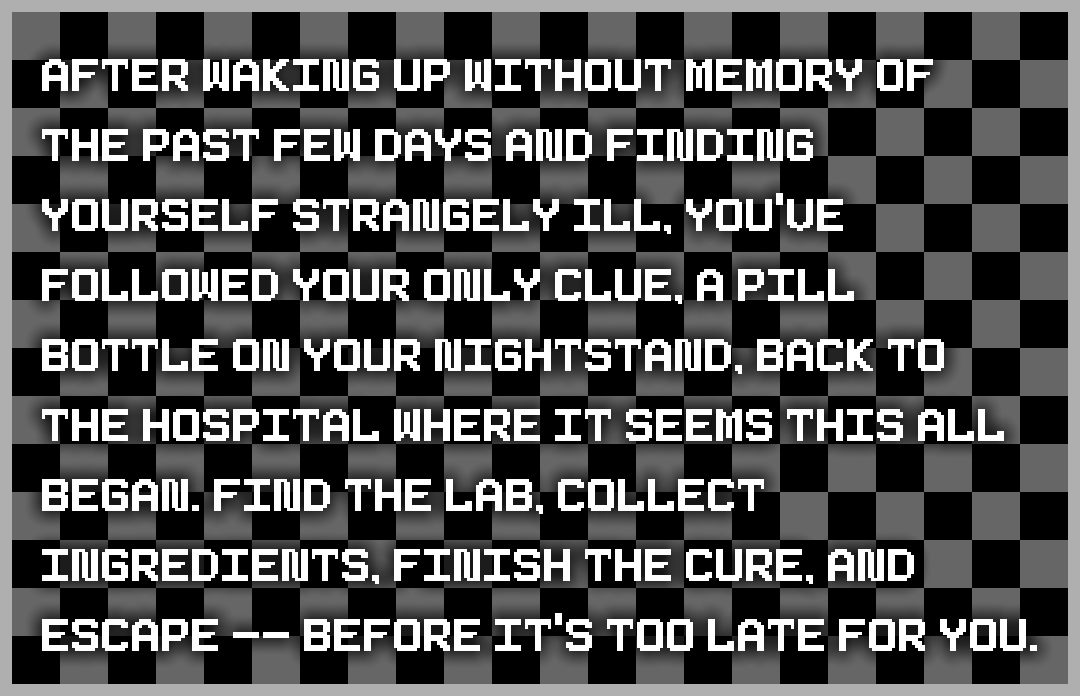 AFTER WAKING UP WITHOUT MEMORY OF
THE PAST FEW DAYS AND FINDING
YOURSELF STRANGELY ILL, YOU'VE
FOLLOWED YOUR ONLY CLUE, A PILL
BOTTLE ON YOUR NIGHTSTAND, BACK TO
THE HOSPITAL WHERE IT SEEMS THIS ALL
BEGAN. FIND THE LAB, COLLECT
INGREDIENTS, FINISH THE CURE, AND
ESCAPE -- BEFORE IT'S TOO LATE FOR YOU.